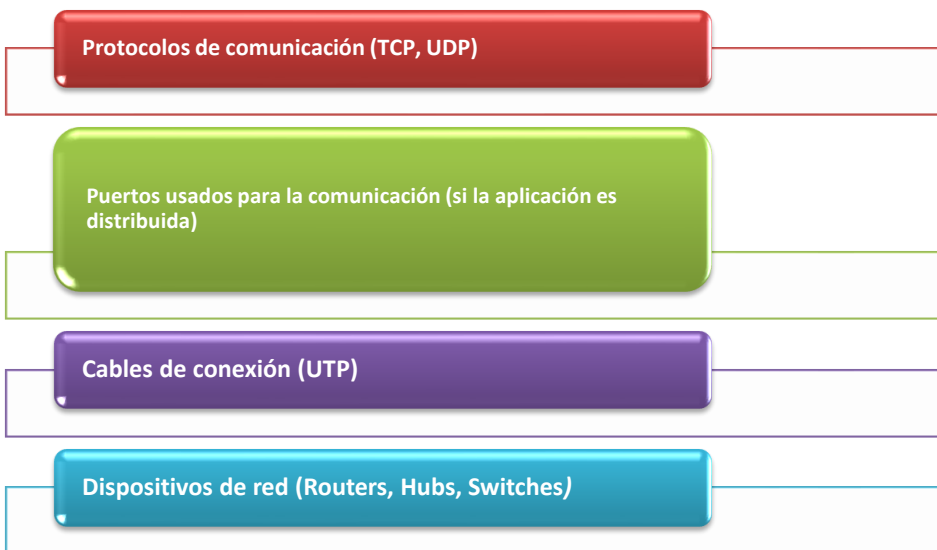 Protocolos de comunicación (TCP, UDP)
Puertos usados para la comunicación (si la aplicación es
distribuida)
Cables de conexión (UTP)
Dispositivos de red (Routers, Hubs, Switches)